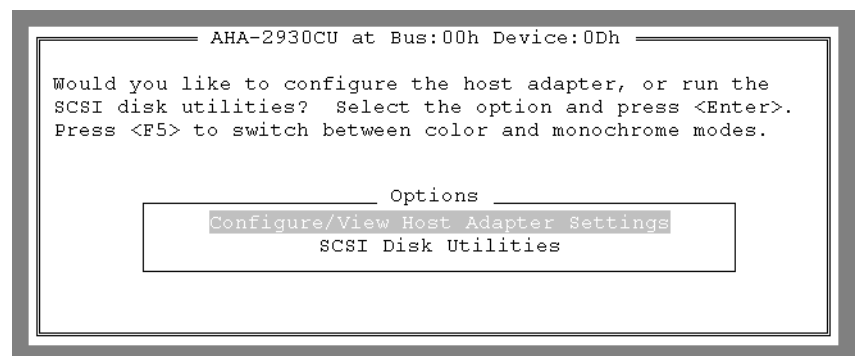 AHA-2930CU at Bus:00h Device:0Dh
Would you like to configure the host adapter, or run the
SCSI disk utilities?  Select the option and press <Enter>.
Press <F5> to switch between color and monochrome modes.
Options
Configure/View Host Adapter Settings
SCSI Disk Utilities